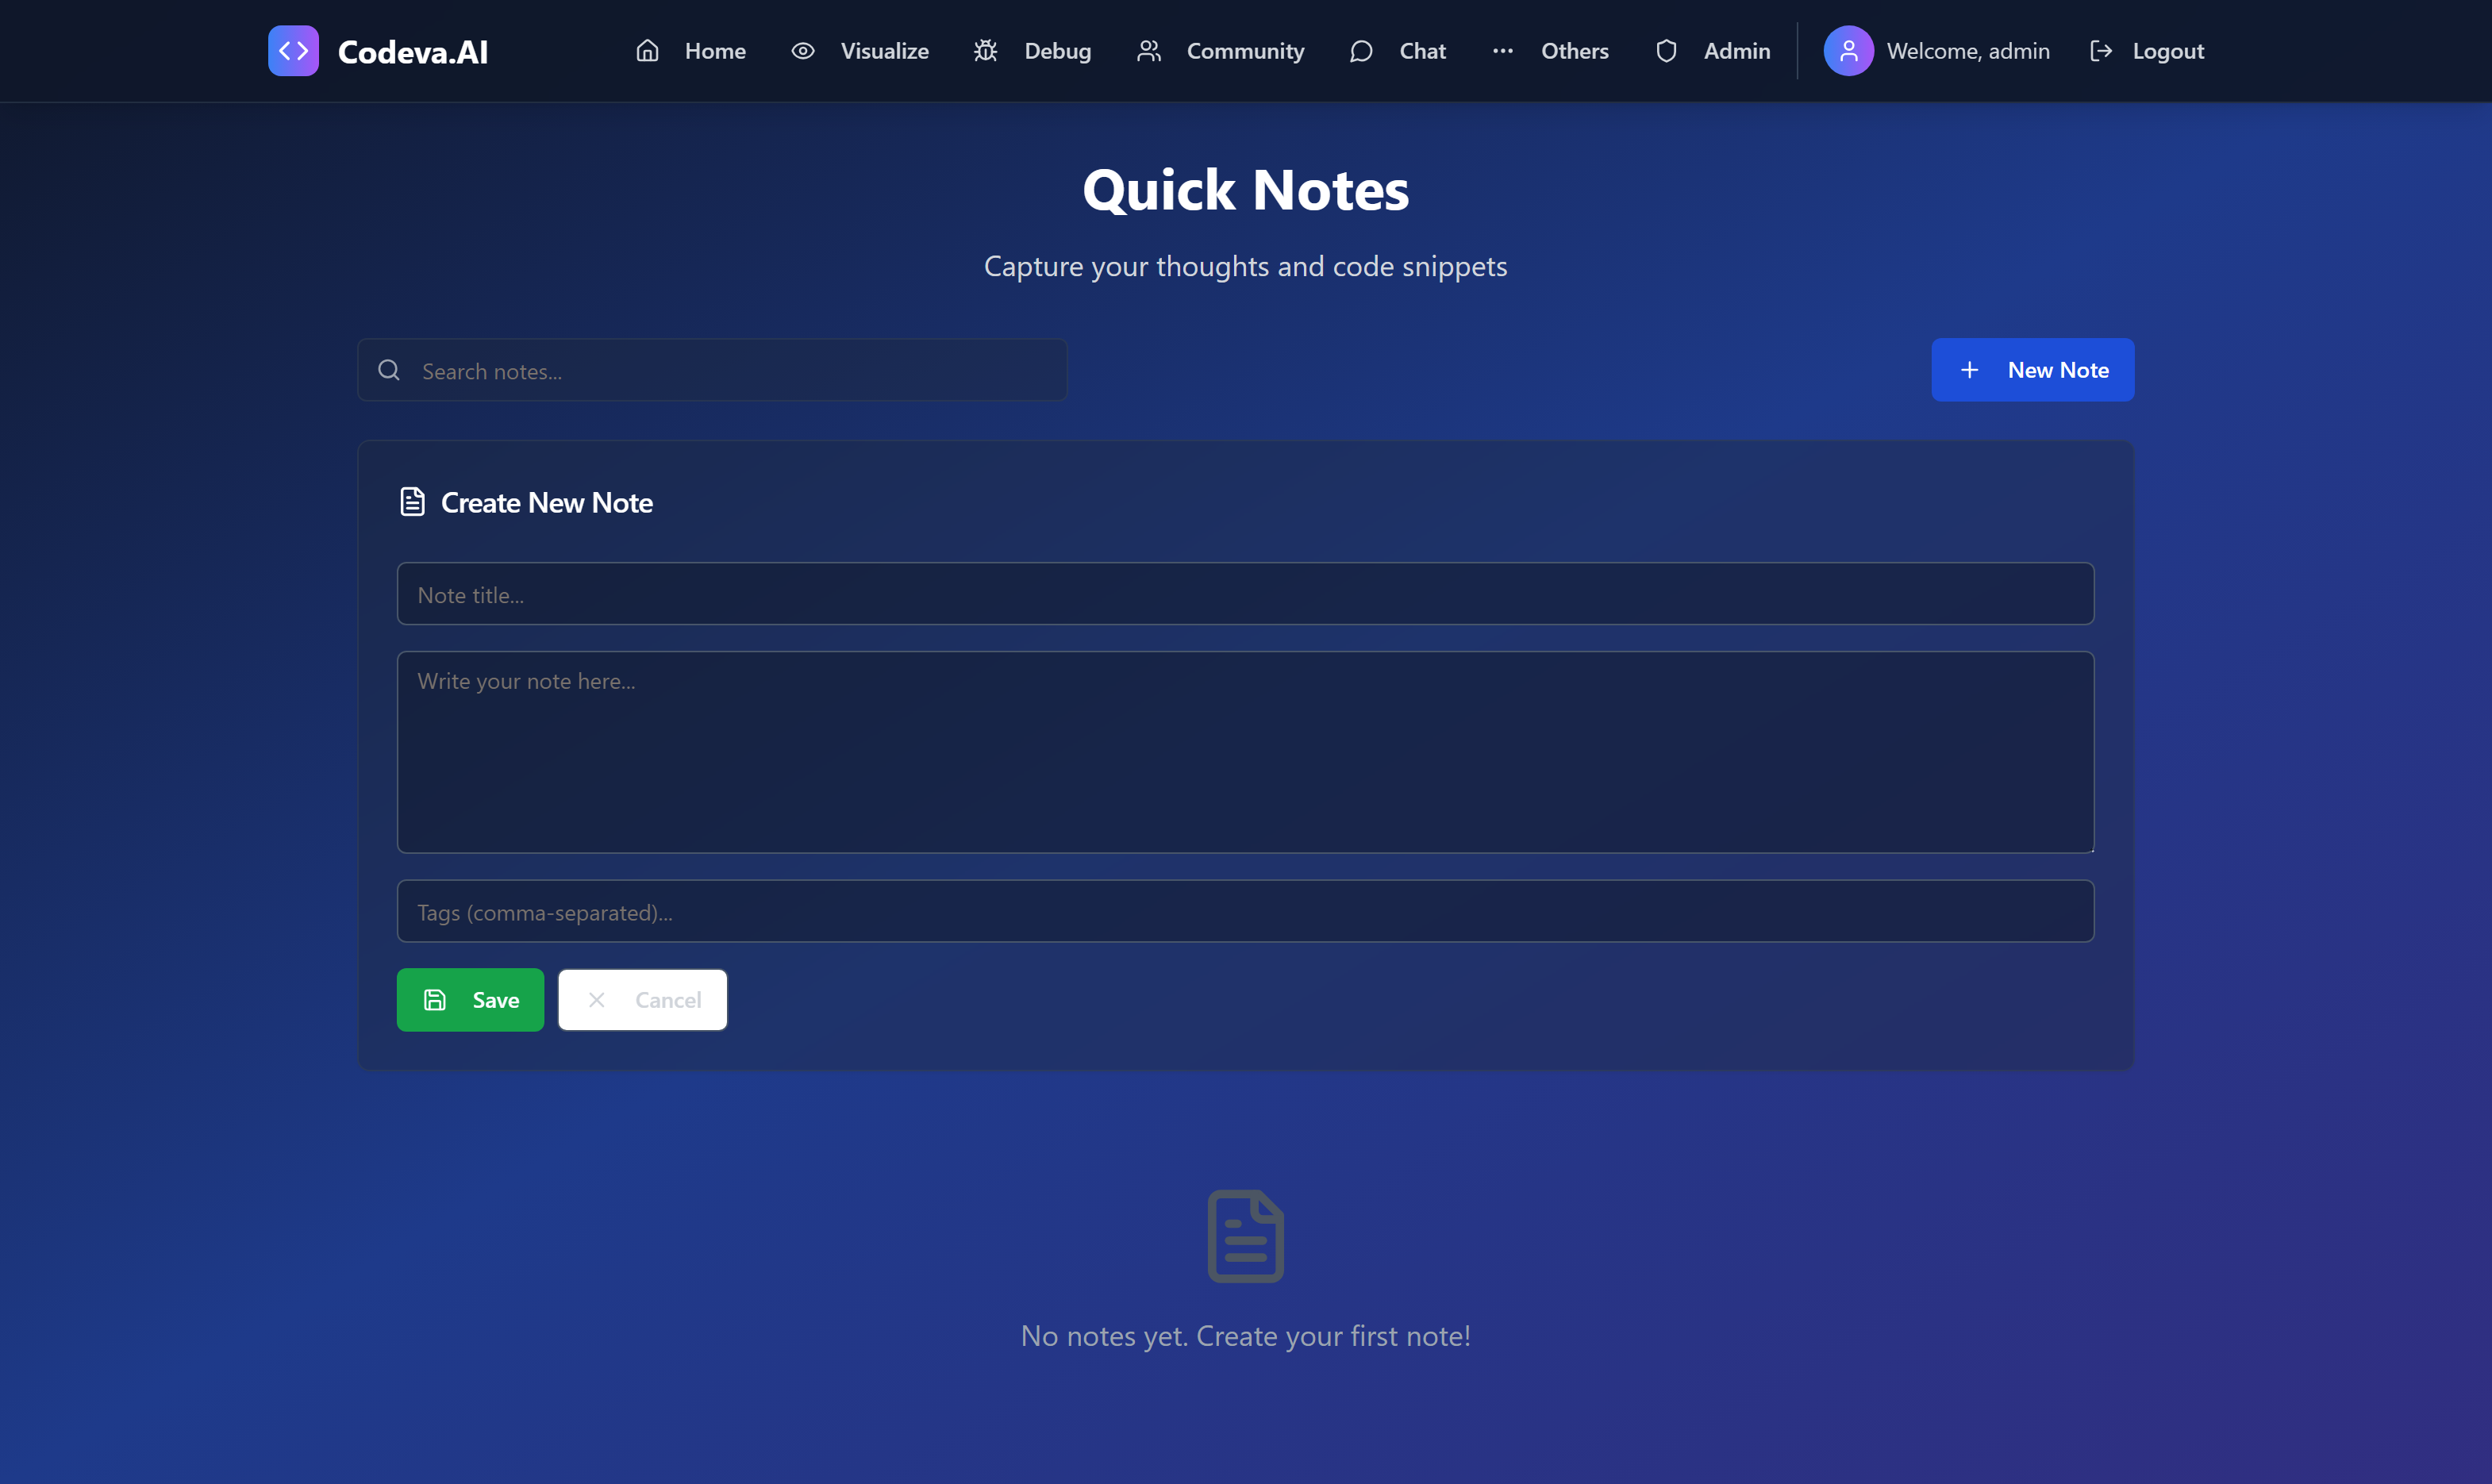 Codeva.AI
Home
Visualize
Debug
Community
Chat
Others
Admin
Welcome, admin
Logout
Quick Notes
Capture your thoughts and code snippets
Search notes...
New Note
Create New Note
Note title...
Write your note here...
Tags (comma-separated)...
Save
Cancel
No notes yet. Create your first note!